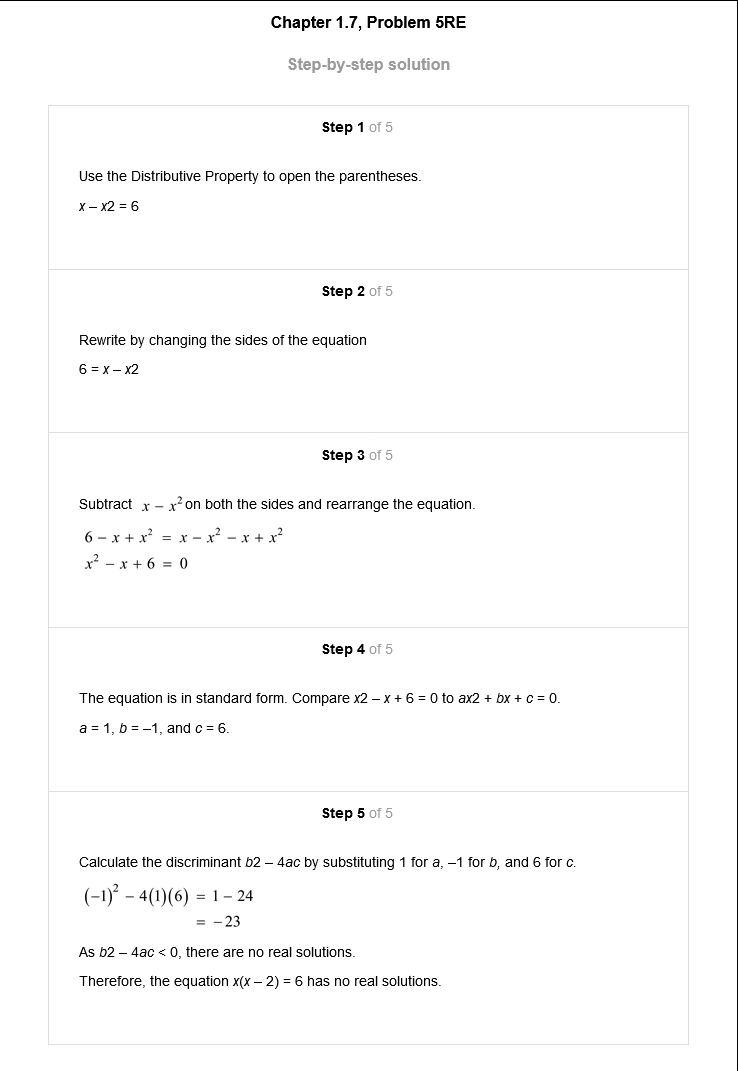 Chapter 1.7, Problem 5RE
Step-by-step solution
Step 1 of 5
Use the Distributive Property to open the parentheses.
x – x2 = 6
Step 2 of 5
Rewrite by changing the sides of the equation
6 = x – x2
Step 3 of 5
Subtract x − x² on both the sides and rearrange the equation.
6 − x + x² = x − x² − x + x²
x² − x + 6 = 0
Step 4 of 5
The equation is in standard form. Compare x2 – x + 6 = 0 to ax2 + bx + c = 0.
a = 1, b = –1, and c = 6.
Step 5 of 5
Calculate the discriminant b2 – 4ac by substituting 1 for a, –1 for b, and 6 for c.
(−1)² − 4(1)(6) = 1 − 24
= −23
As b2 – 4ac < 0, there are no real solutions.
Therefore, the equation x(x – 2) = 6 has no real solutions.